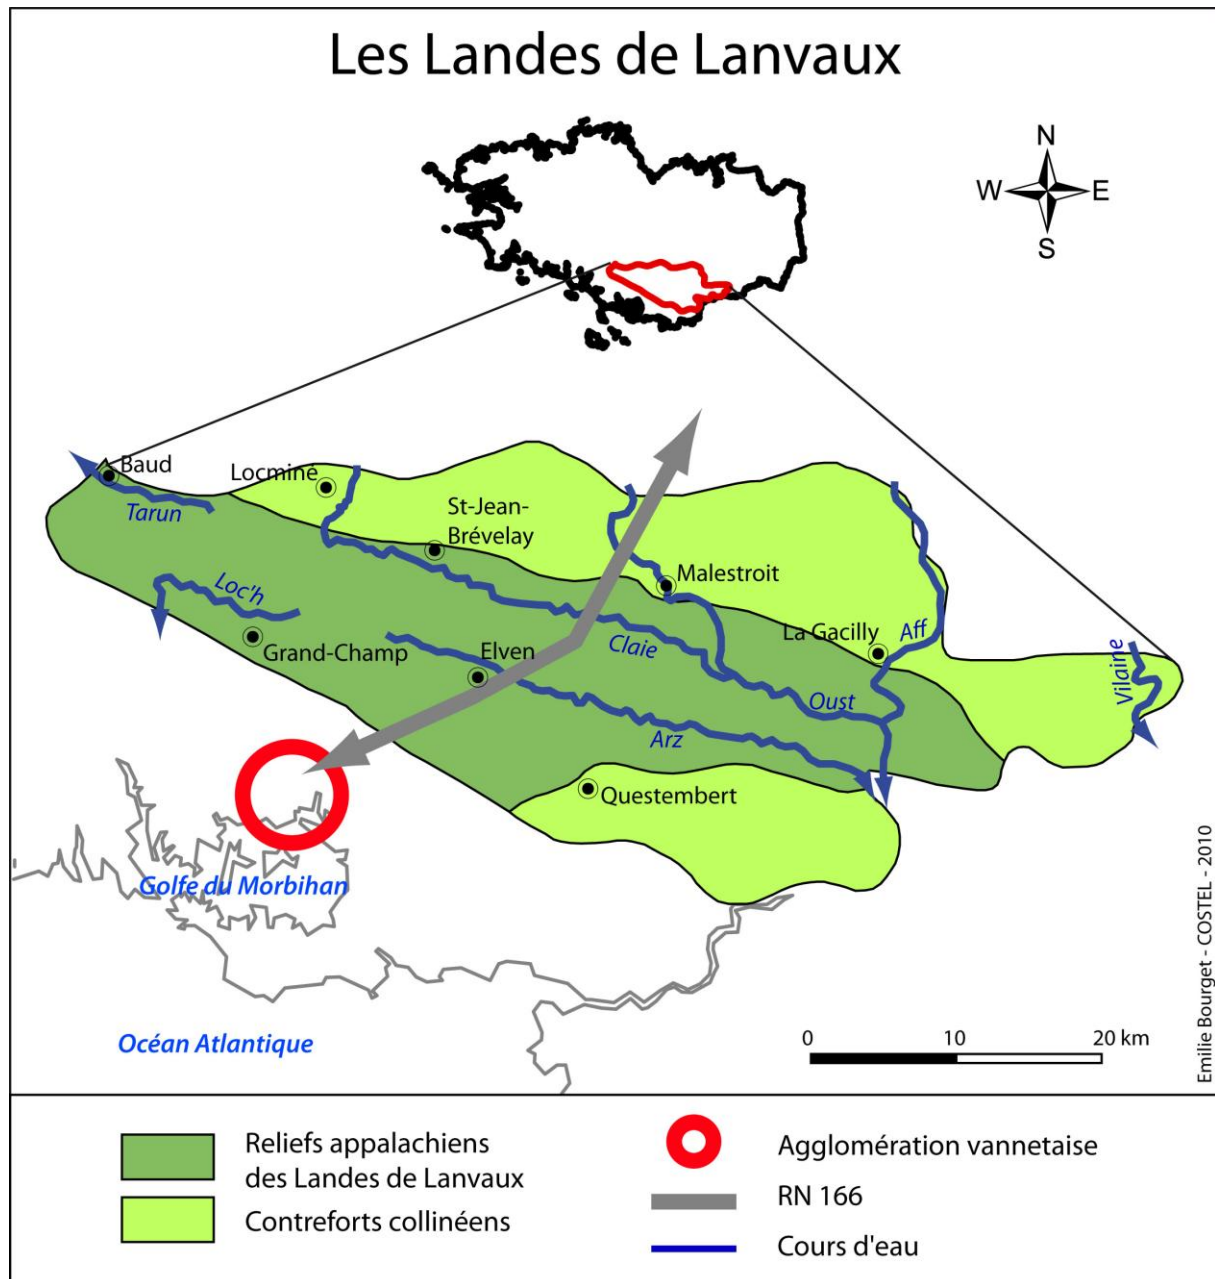 Les Landes de Lanvaux
N
W E
S
Baud
Locminé
Tarun
St-Jean-
Brévelay
Malestroit
Loc'h
La Gacilly
Aff
Grand-Champ
Elven
Claie
Vilaine
Oust
Arz
Questembert
Golfe du Morbihan
Océan Atlantique
0 10 20 km
Emilie Bourget - COSTEL - 2010
Reliefs appalachiens
des Landes de Lanvaux
Contreforts collinéens
Agglomération vannetaise
RN 166
Cours d'eau